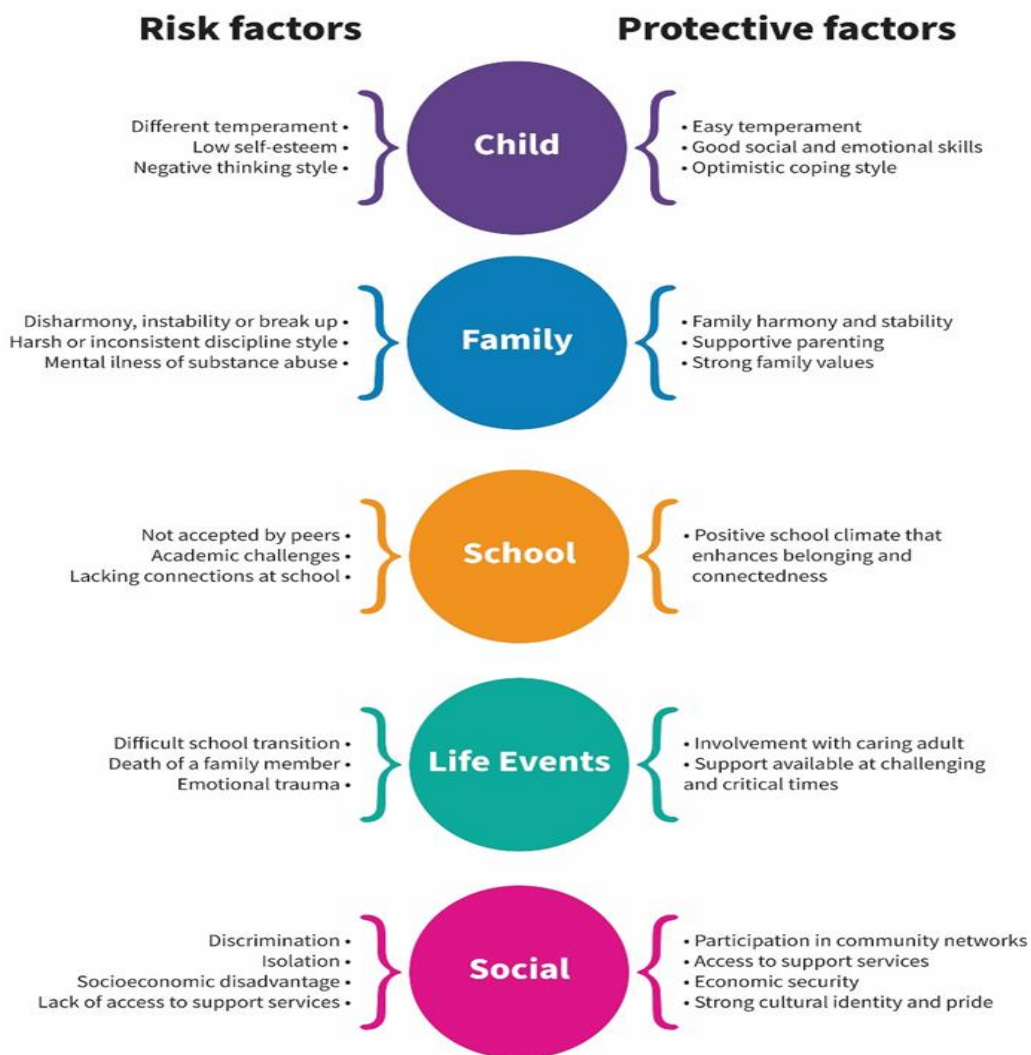 Risk factors
Protective factors
Different temperament •
Low self-esteem •
Negative thinking style •
Child
• Easy temperament
• Good social and emotional skills
• Optimistic coping style
Disharmony, instability or break up •
Harsh or inconsistent discipline style •
Mental ilness of substance abuse •
Family
• Family harmony and stability
• Supportive parenting
• Strong family values
Not accepted by peers •
Academic challenges •
Lacking connections at school •
School
• Positive school climate that
enhances belonging and
connectedness
Difficult school transition •
Death of a family member •
Emotional trauma •
Life Events
• Involvement with caring adult
• Support available at challenging
and critical times
Discrimination •
Isolation •
Socioeconomic disadvantage •
Lack of access to support services •
Social
• Participation in community networks
• Access to support services
• Economic security
• Strong cultural identity and pride